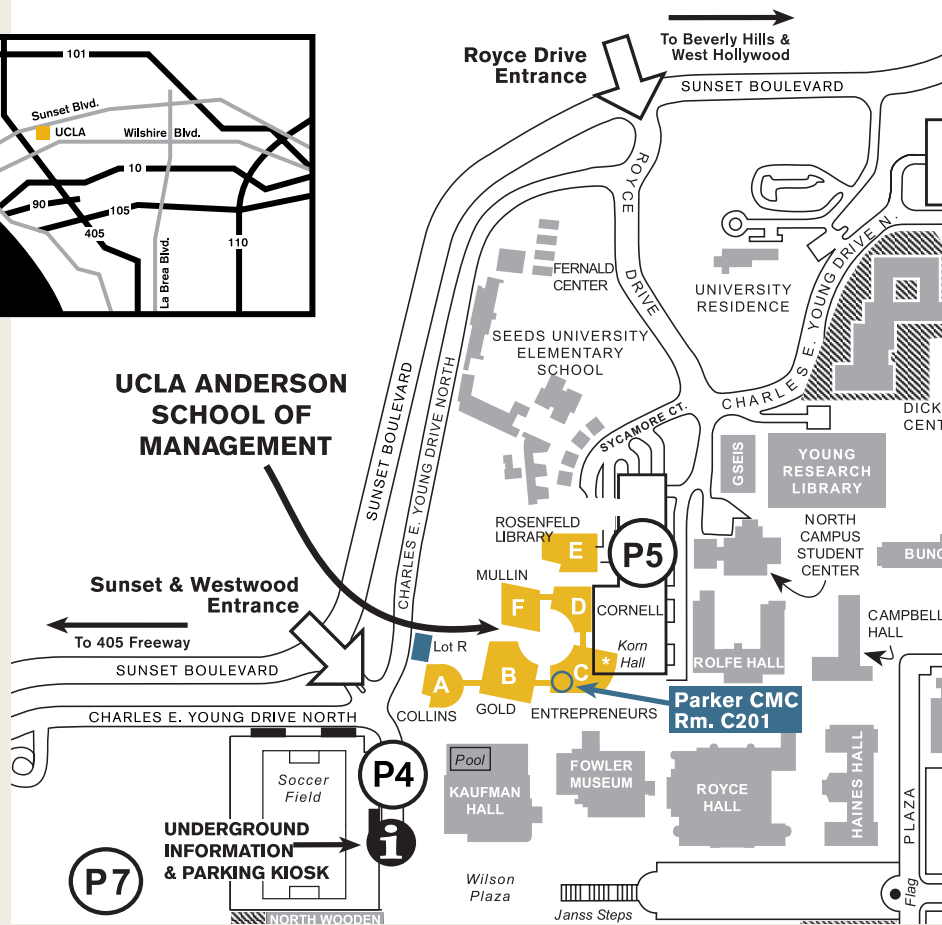 101
Sunset Blvd.
UCLA
Wilshire Blvd.
10
90
105
405
110
La Brea Blvd.
To Beverly Hills &
West Hollywood
Royce Drive
Entrance
SUNSET BOULEVARD
ROYCE DRIVE
FERNALD
CENTER
UNIVERSITY
RESIDENCE
CHARLES E. YOUNG DRIVE N.
SEEDS UNIVERSITY
ELEMENTARY
SCHOOL
UCLA ANDERSON
SCHOOL OF
MANAGEMENT
SUNSET BOULEVARD
CHARLES E. YOUNG DRIVE NORTH
SYCAMORE CT.
DICK
CENT
GSEIS
YOUNG
RESEARCH
LIBRARY
ROSENFELD
LIBRARY
E
P5
NORTH
CAMPUS
STUDENT
CENTER
BUNC
MULLIN
F
D
CORNELL
Korn
Hall
ROLFE HALL
CAMPBELL
HALL
Sunset & Westwood
Entrance
To 405 Freeway
SUNSET BOULEVARD
Lot R
A
B
C
*
COLLINS
GOLD
ENTREPRENEURS
Parker CMC
Rm. C201
CHARLES E. YOUNG DRIVE NORTH
P4
Soccer
Field
Pool
KAUFMAN
HALL
FOWLER
MUSEUM
ROYCE
HALL
HAINES HALL
PLAZA
UNDERGROUND
INFORMATION
& PARKING KIOSK
i
P7
Wilson
Plaza
Janss Steps
Flag
NORTH WOODEN